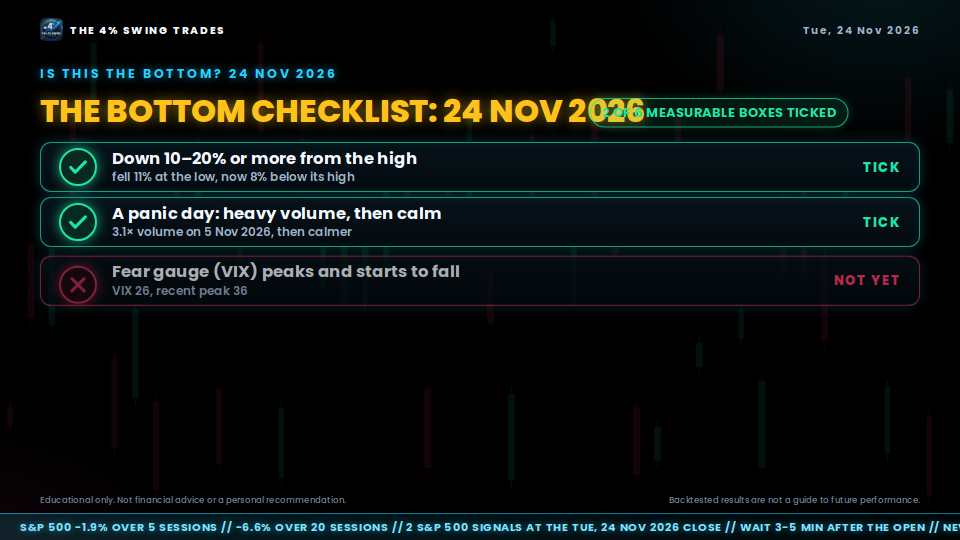 THE 4% SWING TRADES
Tue, 24 Nov 2026
IS THIS THE BOTTOM? 24 NOV 2026
THE BOTTOM CHECKLIST: 24 NOV 2026
MEASURABLE BOXES TICKED
Down 10–20% or more from the high
fell 11% at the low, now 8% below its high
TICK
A panic day: heavy volume, then calm
3.1× volume on 5 Nov 2026, then calmer
TICK
Fear gauge (VIX) peaks and starts to fall
VIX 26, recent peak 36
NOT YET
Educational only. Not financial advice or a personal recommendation.
Backtested results are not a guide to future performance.
S&P 500 -1.9% OVER 5 SESSIONS // -6.6% OVER 20 SESSIONS // 2 S&P 500 SIGNALS AT THE TUE, 24 NOV 2026 CLOSE // WAIT 3-5 MIN AFTER THE OPEN //